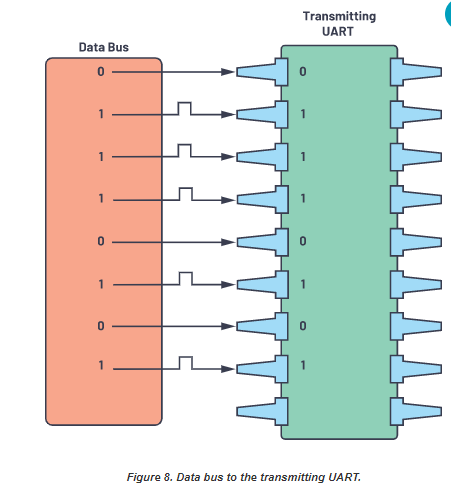 Transmitting
UART
Data Bus
0 0
1 1
1 1
1 1
0 0
1 1
0 0
1 1
Figure 8. Data bus to the transmitting UART.